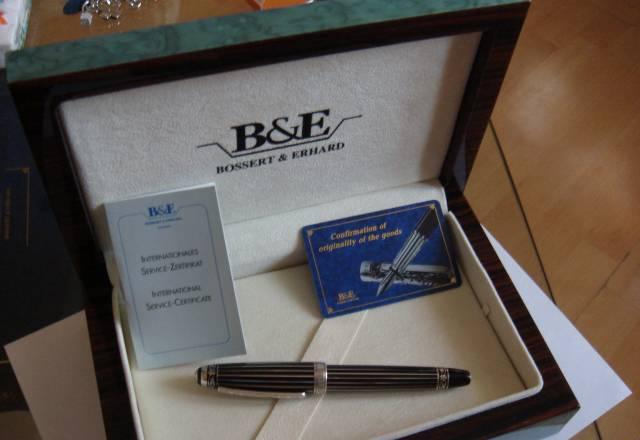 B&E
BOSSERT & ERHARD
B&E
INTERNATIONALES
SERVICE-ZERTIFIKAT
INTERNATIONAL
SERVICE-CERTIFICATE
Confirmation of
originality of the goods
B&E